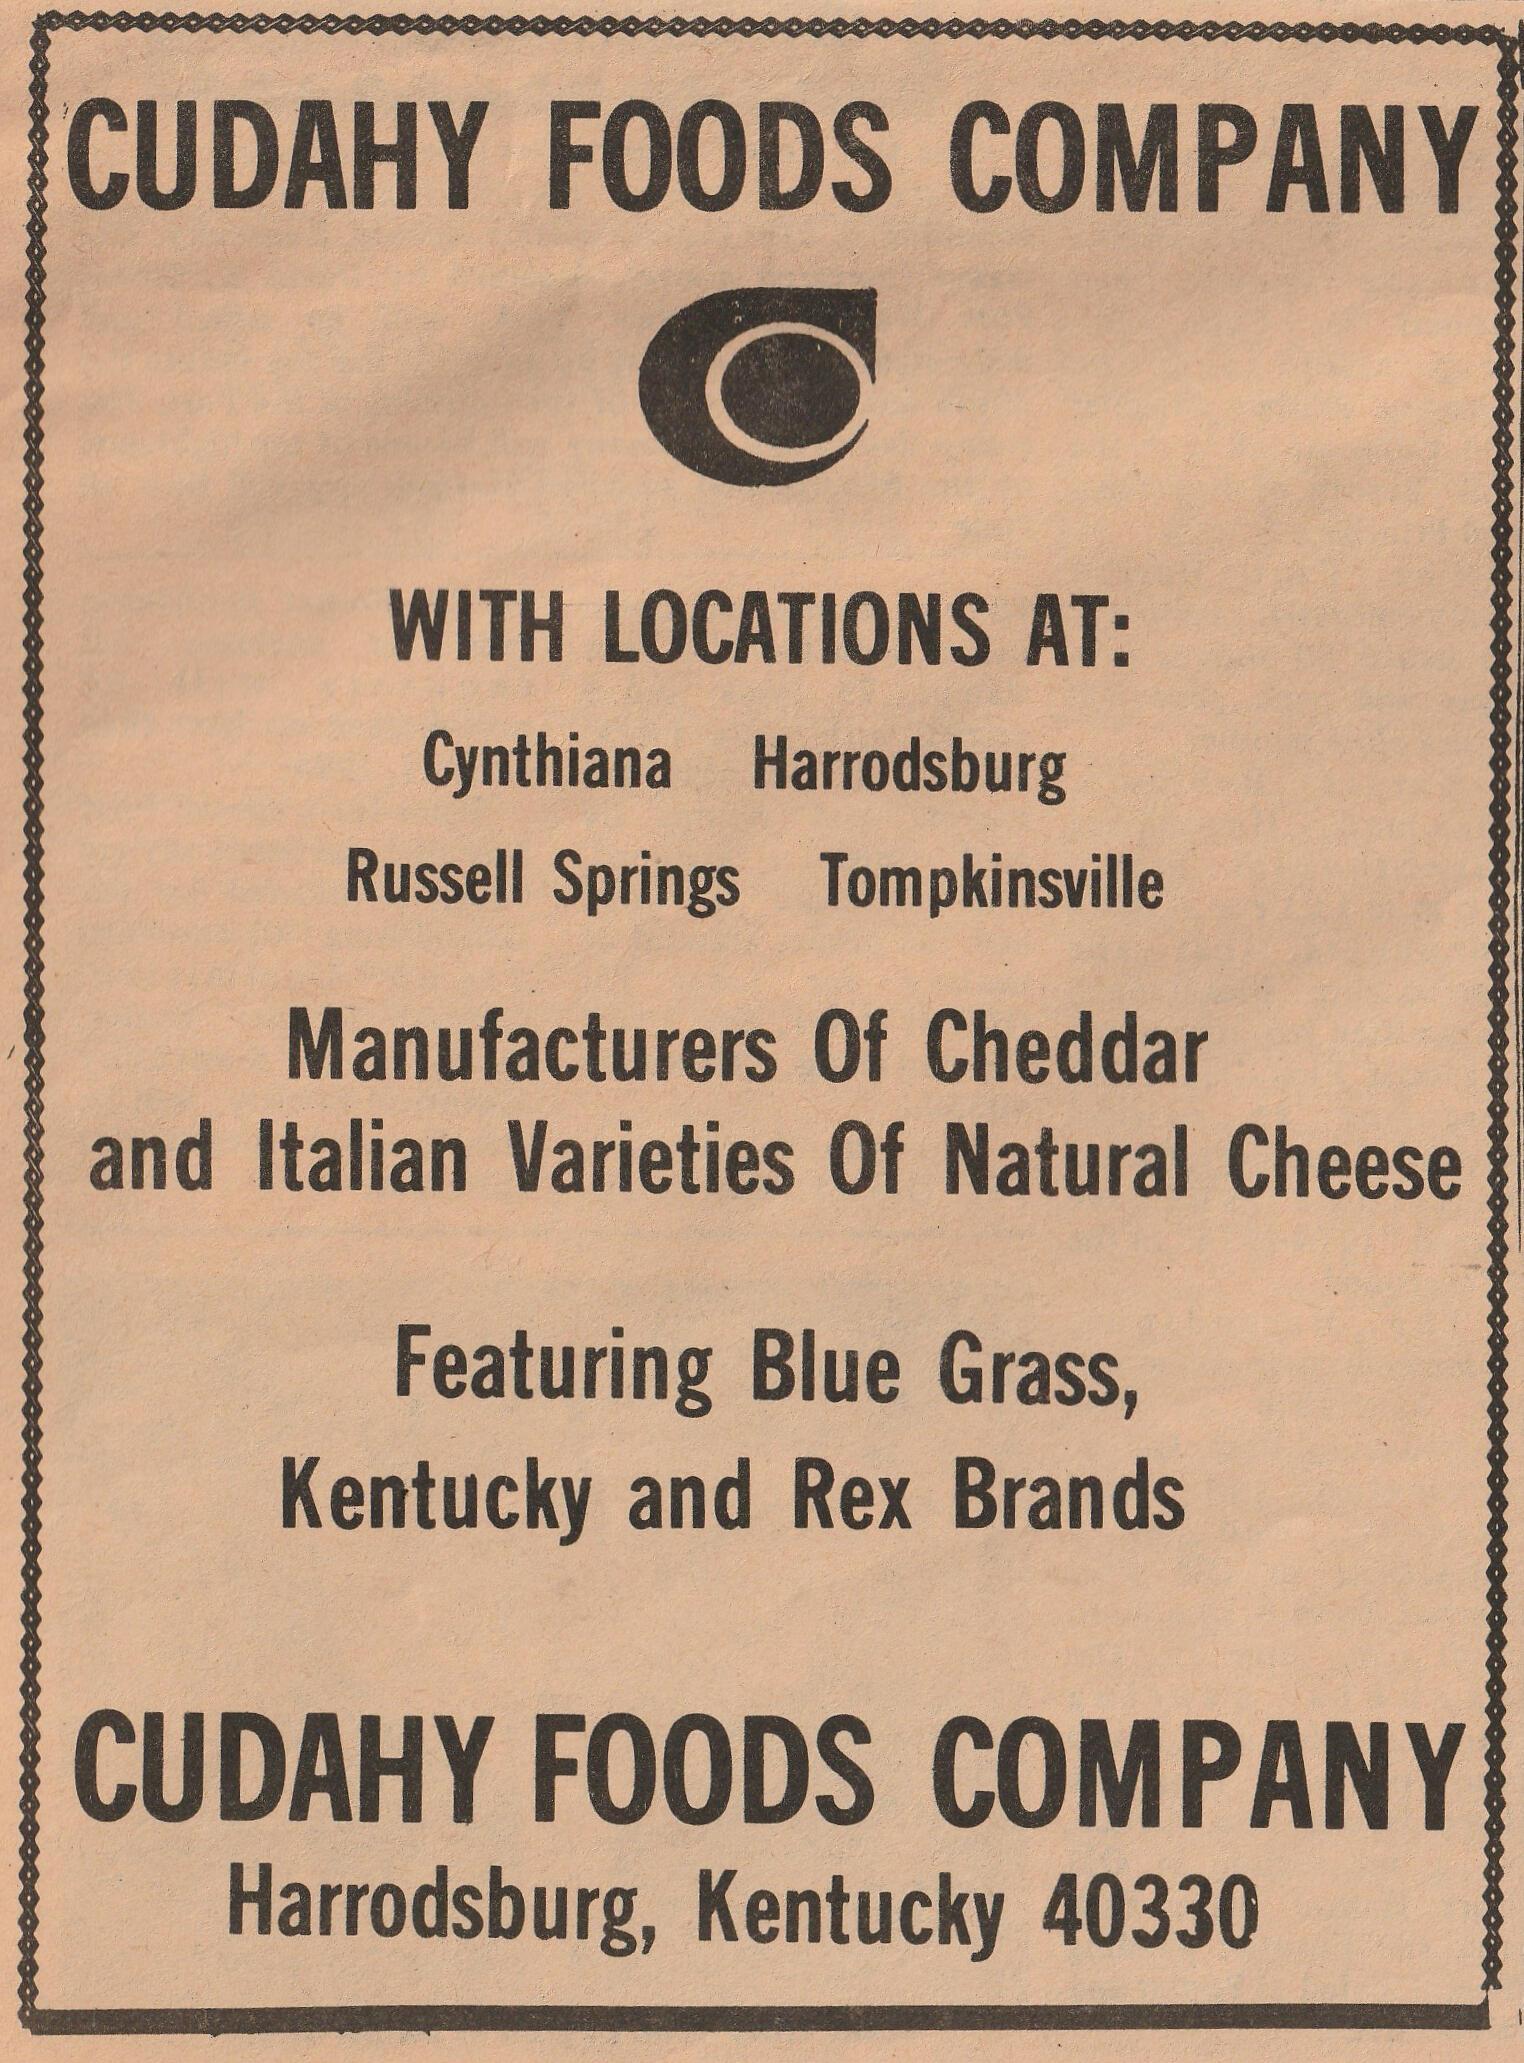 CUDAHY FOODS COMPANY
WITH LOCATIONS AT:
Cynthiana Harrodsburg
Russell Springs Tompkinsville
Manufacturers Of Cheddar
and Italian Varieties Of Natural Cheese
Featuring Blue Grass,
Kentucky and Rex Brands
CUDAHY FOODS COMPANY
Harrodsburg, Kentucky 40330